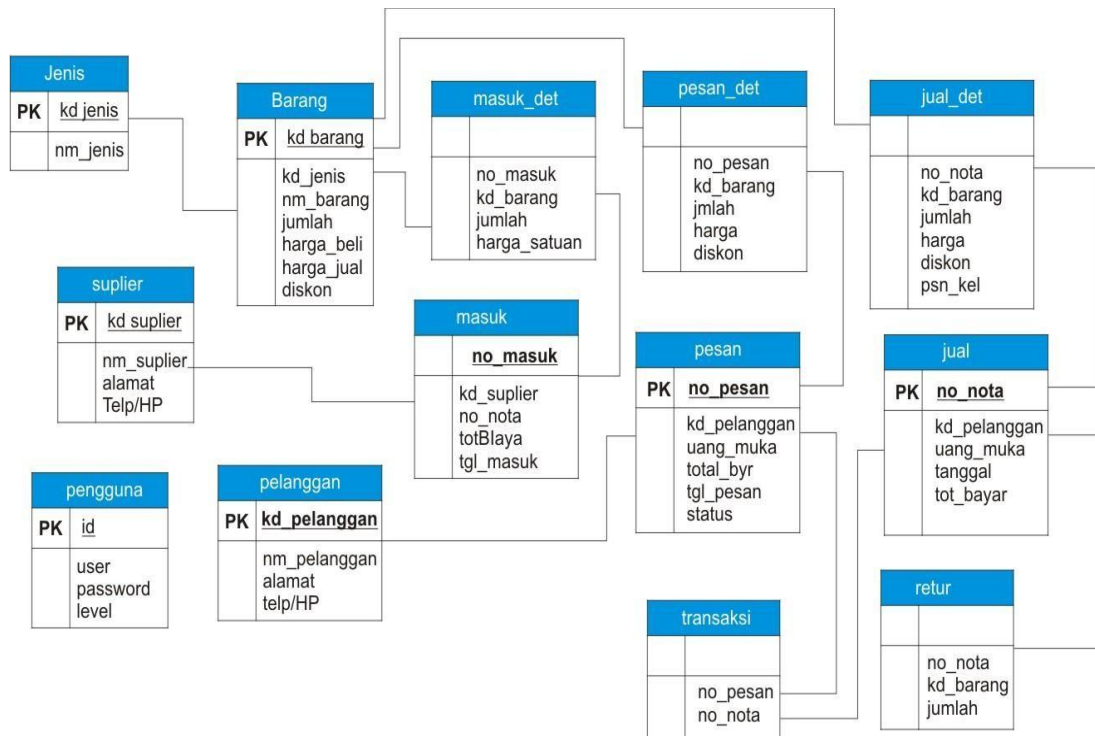 Jenis
PK kd jenis
nm_jenis
Barang
PK kd barang
kd_jenis
nm_barang
jumlah
harga_beli
harga_jual
diskon
masuk_det
no_masuk
kd_barang
jumlah
harga_satuan
pesan_det
no_pesan
kd_barang
jmlah
harga
diskon
jual_det
no_nota
kd_barang
jumlah
harga
diskon
psn_kel
suplier
PK kd suplier
nm_suplier
alamat
Telp/HP
masuk
no_masuk
kd_suplier
no_nota
totBIaya
tgl_masuk
pesan
PK no_pesan
kd_pelanggan
uang_muka
total_byr
tgl_pesan
status
jual
PK no_nota
kd_pelanggan
uang_muka
tanggal
tot_bayar
pengguna
PK id
user
password
level
pelanggan
PK kd_pelanggan
nm_pelanggan
alamat
telp/HP
transaksi
no_pesan
no_nota
retur
no_nota
kd_barang
jumlah